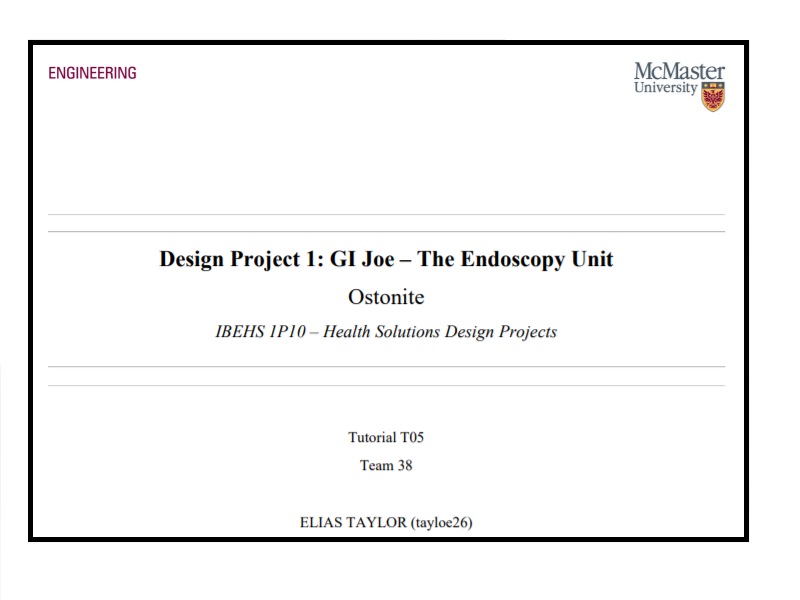 ENGINEERING
McMaster
University
Design Project 1: GI Joe – The Endoscopy Unit
Ostonite
IBEHS 1P10 – Health Solutions Design Projects
Tutorial T05
Team 38
ELIAS TAYLOR (tayloe26)